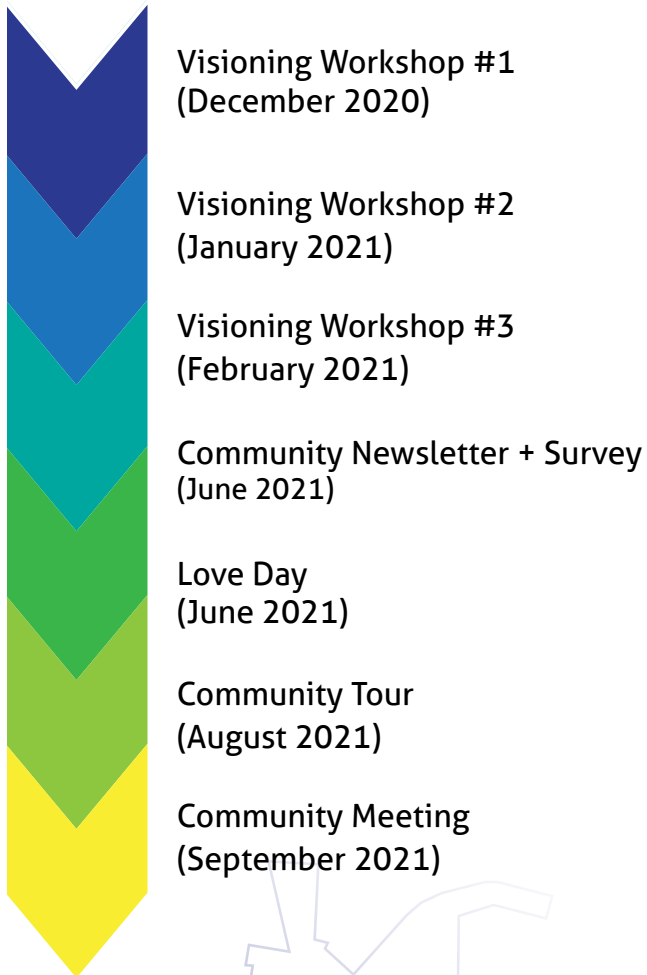 Visioning Workshop #1
(December 2020)
Visioning Workshop #2
(January 2021)
Visioning Workshop #3
(February 2021)
Community Newsletter + Survey
(June 2021)
Love Day
(June 2021)
Community Tour
(August 2021)
Community Meeting
(September 2021)